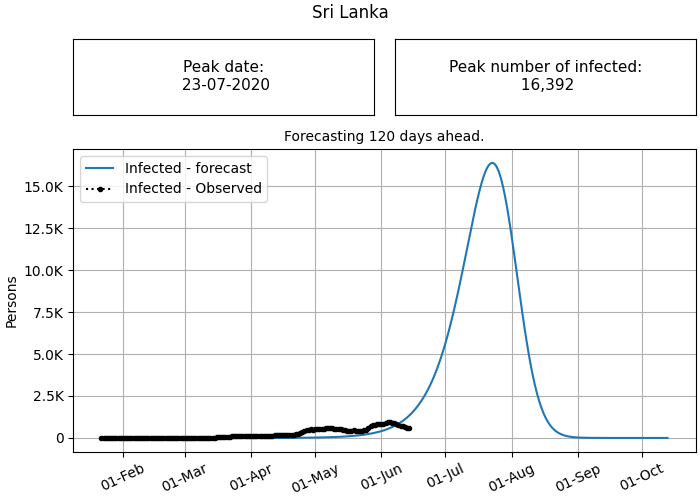 Sri Lanka
Peak date:
23-07-2020
Peak number of infected:
16,392
Forecasting 120 days ahead.
Infected - forecast
Infected - Observed
15.0K
12.5K
10.0K
7.5K
5.0K
2.5K
0
Persons
01-Feb
01-Mar
01-Apr
01-May
01-Jun
01-Jul
01-Aug
01-Sep
01-Oct